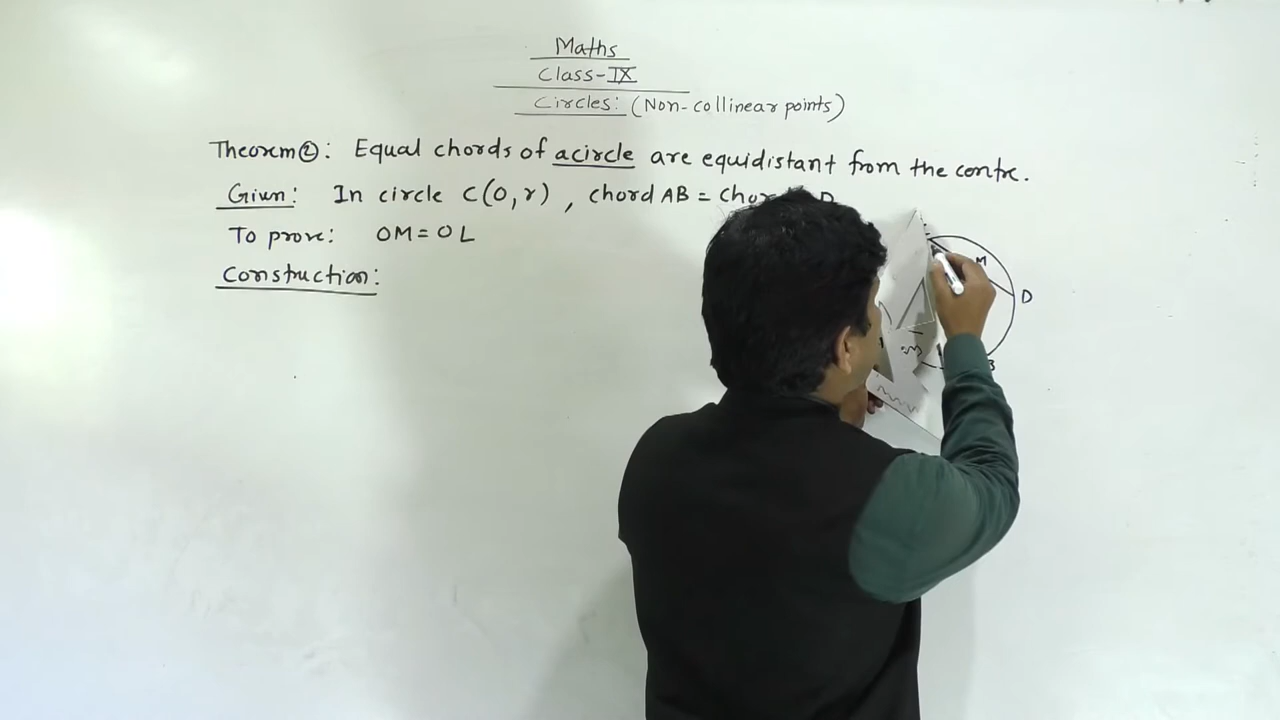 Maths
Class-IX
Circles: (Non-collinear points)
Theorem②: Equal chords of a circle are equidistant from the contre.
Given: In circle C(O,r), chord AB = Chor D
To prove: OM = OL
Construction:
M
D
B